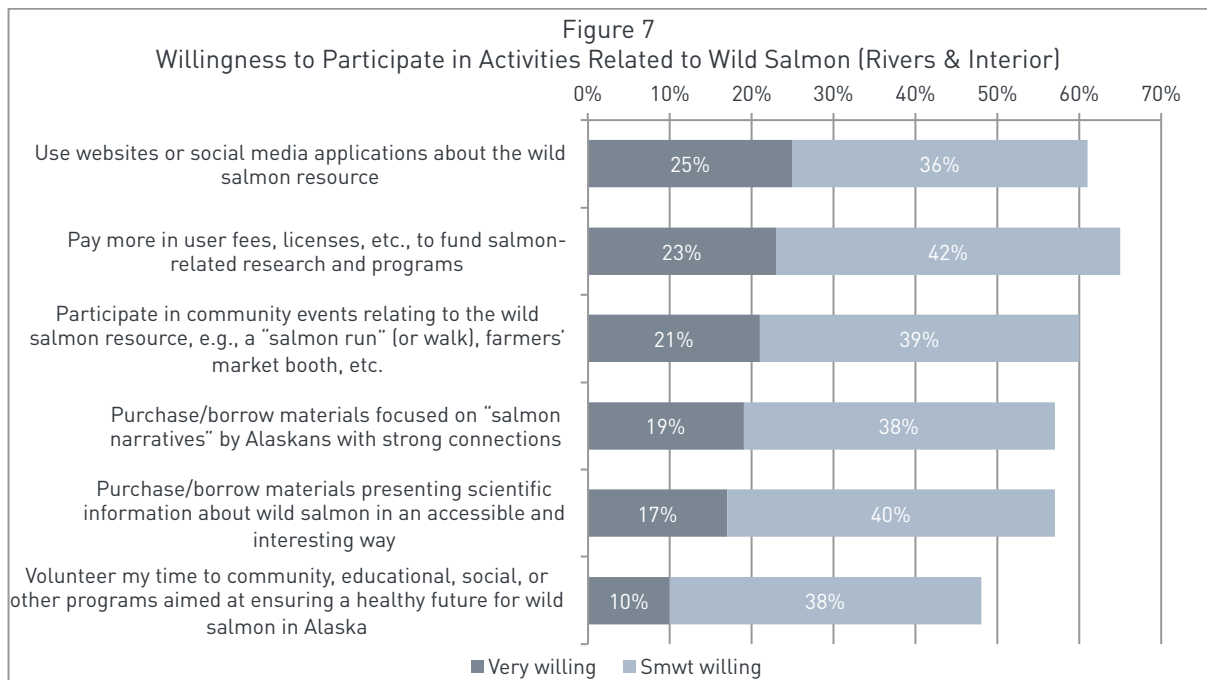 Figure 7
Willingness to Participate in Activities Related to Wild Salmon (Rivers & Interior)
0% 10% 20% 30% 40% 50% 60% 70%
Use websites or social media applications about the wild
salmon resource
25% 36%
Pay more in user fees, licenses, etc., to fund salmon-
related research and programs
23% 42%
Participate in community events relating to the wild
salmon resource, e.g., a “salmon run” (or walk), farmers’
market booth, etc.
21% 39%
Purchase/borrow materials focused on “salmon
narratives” by Alaskans with strong connections
19% 38%
Purchase/borrow materials presenting scientific
information about wild salmon in an accessible and
interesting way
17% 40%
Volunteer my time to community, educational, social, or
other programs aimed at ensuring a healthy future for wild
salmon in Alaska
10% 38%
Very willing Smwt willing